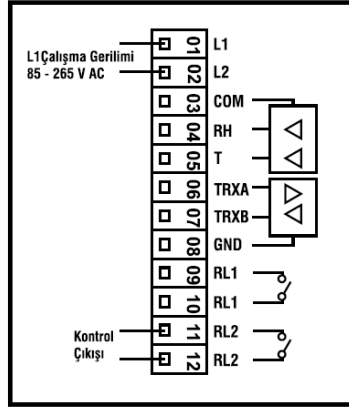 01 L1
L1Çalışma Gerilimi
85 - 265 V AC
02 L2
03 COM
04 RH
05 T
06 TRXA
07 TRXB
08 GND
09 RL1
10 RL1
Kontrol
Çıkışı
11 RL2
12 RL2